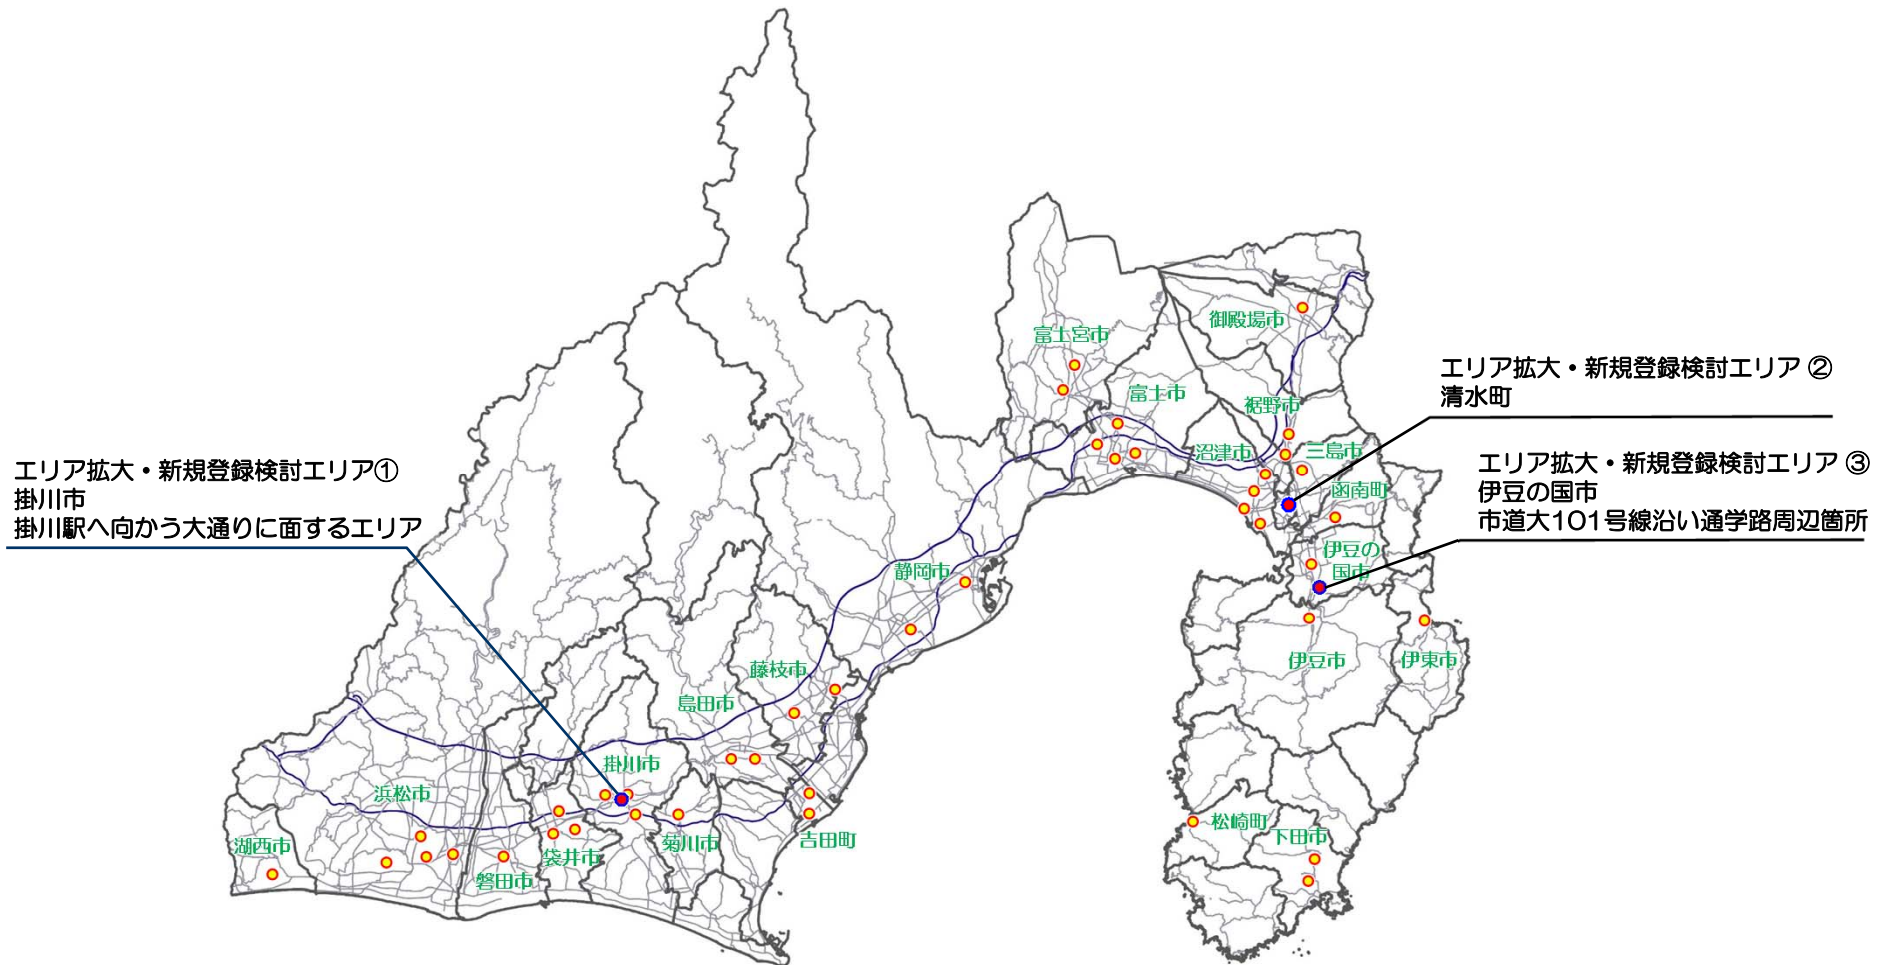 御殿場市
富士宮市
エリア拡大・新規登録検討エリア ②
清水町
富士市
裾野市
沼津市
三島市
エリア拡大・新規登録検討エリア①
掛川市
掛川駅へ向かう大通りに面するエリア
エリア拡大・新規登録検討エリア ③
伊豆の国市
市道大101号線沿い通学路周辺箇所
函南町
伊豆の
国市
静岡市
藤枝市
伊豆市
伊東市
島田市
掛川市
浜松市
湖西市
磐田市
袋井市
菊川市
吉田町
松崎町
下田市